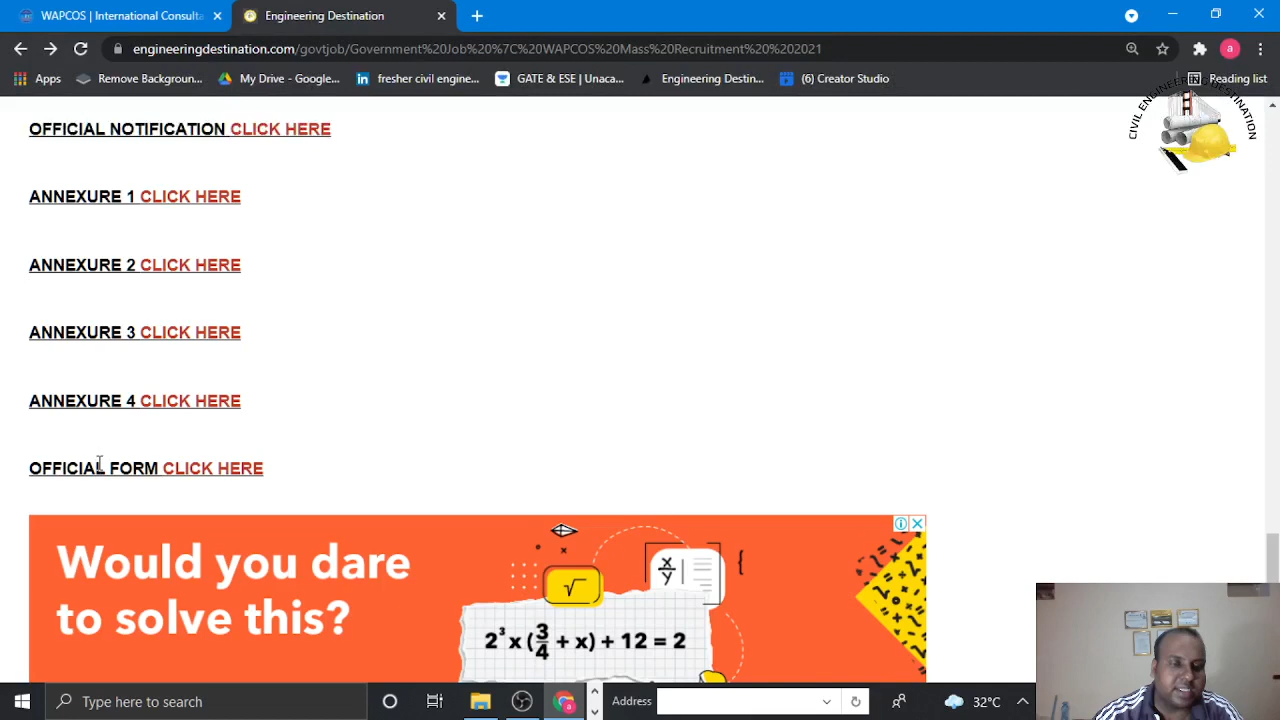 WAPCOS | International Consulta
Engineering Destination
engineeringdestination.com/govtjob/Government%20Job%20%7C%20WAPCOS%20Mass%20Recruitment%20%202021
a
Apps
Remove Backgroun...
My Drive - Google...
fresher civil engine...
GATE & ESE | Unaca...
Engineering Destin...
(6) Creator Studio
Reading list
CIVIL ENGINEERING DESTINATION
OFFICIAL NOTIFICATION CLICK HERE
ANNEXURE 1 CLICK HERE
ANNEXURE 2 CLICK HERE
ANNEXURE 3 CLICK HERE
ANNEXURE 4 CLICK HERE
OFFICIAL FORM CLICK HERE
Would you dare
to solve this?
√
x/y
{
2³ x (3/4 + x) + 12 = 2
Type here to search
Address
32°C